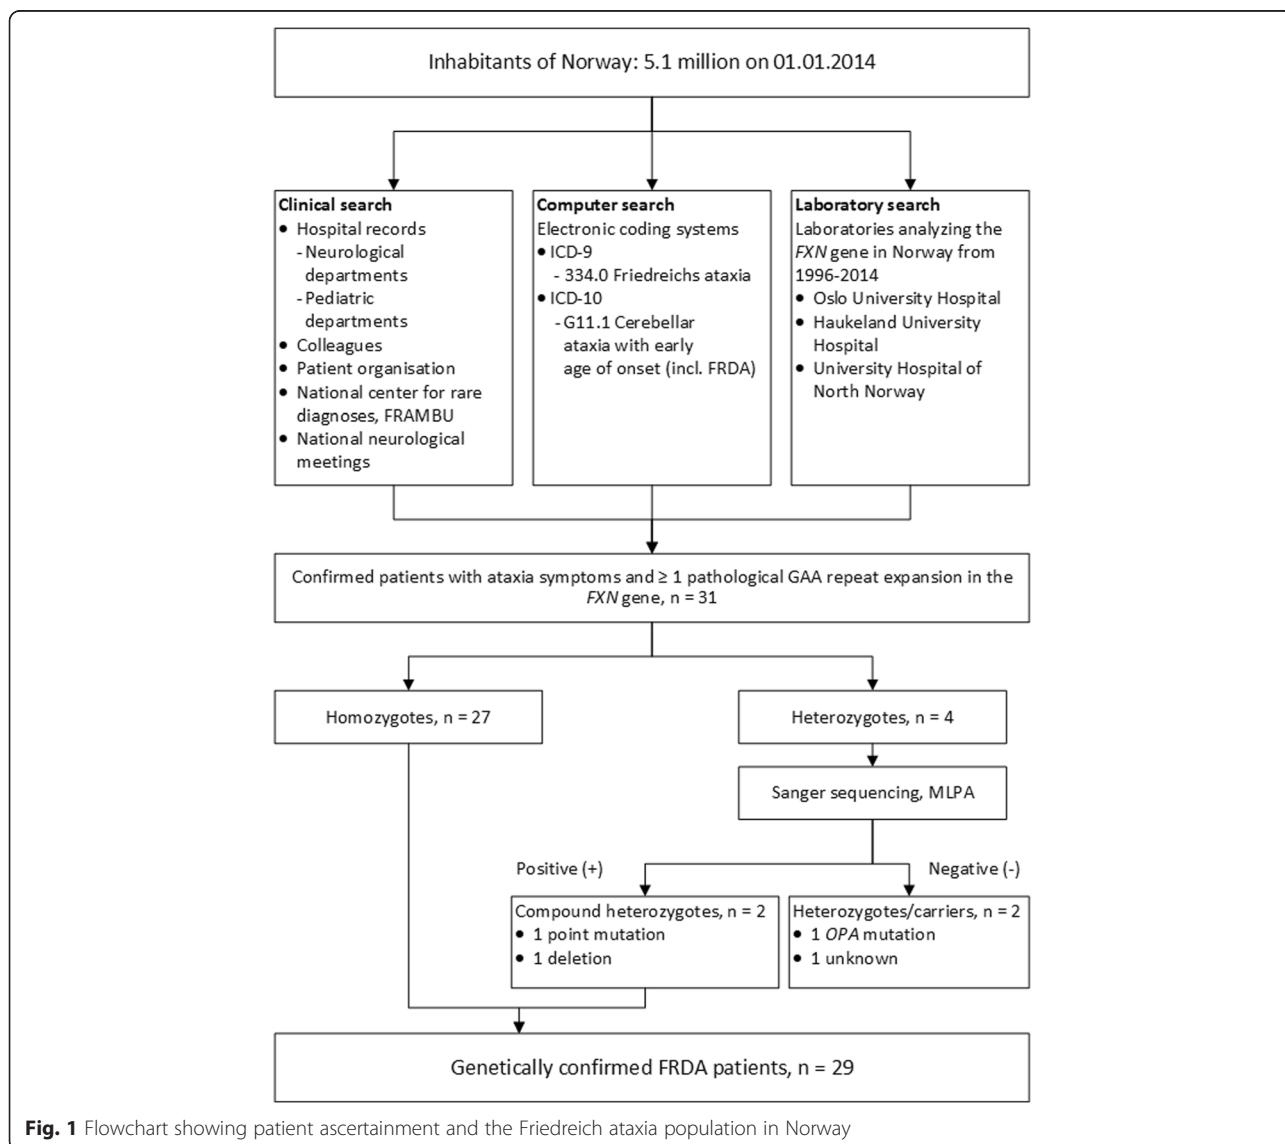 Inhabitants of Norway: 5.1 million on 01.01.2014
Clinical search
● Hospital records
- Neurological
departments
- Pediatric
departments
● Colleagues
● Patient organisation
● National center for rare
diagnoses, FRAMBU
● National neurological
meetings
Computer search
Electronic coding systems
● ICD-9
- 334.0 Friedreichs ataxia
● ICD-10
- G11.1 Cerebellar
ataxia with early
age of onset (incl. FRDA)
Laboratory search
Laboratories analyzing the
FXN gene in Norway from
1996-2014
● Oslo University Hospital
● Haukeland University
Hospital
● University Hospital of
North Norway
Confirmed patients with ataxia symptoms and ≥ 1 pathological GAA repeat expansion in the
FXN gene, n = 31
Homozygotes, n = 27
Heterozygotes, n = 4
Sanger sequencing, MLPA
Positive (+)
Negative (-)
Compound heterozygotes, n = 2
● 1 point mutation
● 1 deletion
Heterozygotes/carriers, n = 2
● 1 OPA mutation
● 1 unknown
Genetically confirmed FRDA patients, n = 29
Fig. 1 Flowchart showing patient ascertainment and the Friedreich ataxia population in Norway